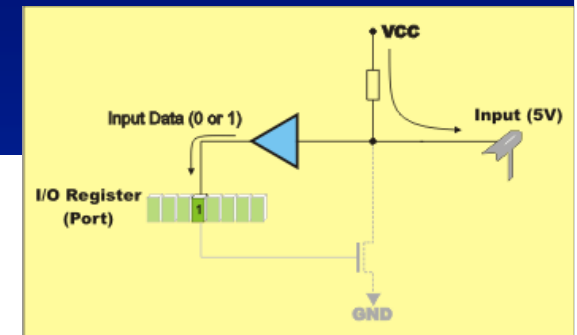 VCC
Input (5V)
Input Data (0 or 1)
I/O Register
(Port)
1
GND